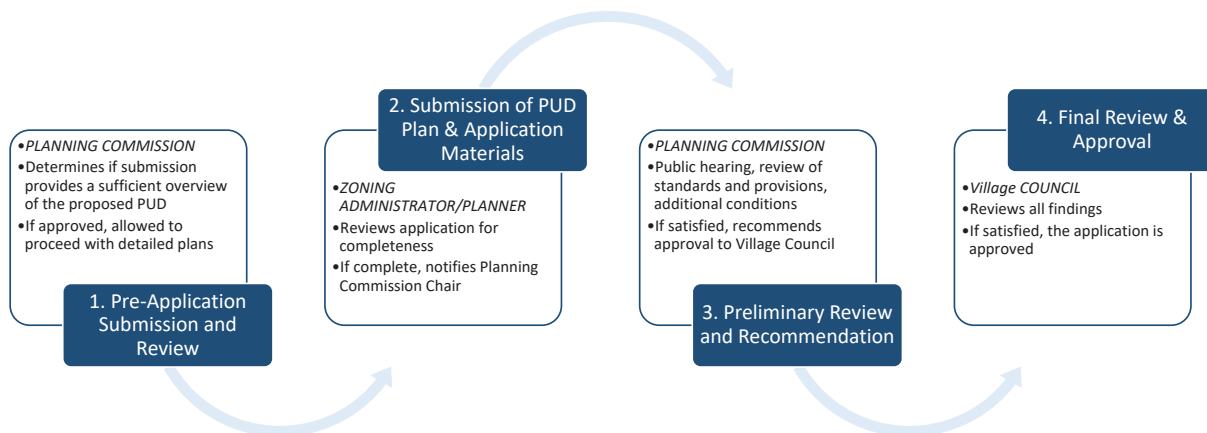 •PLANNING COMMISSION
•Determines if submission
provides a sufficient overview
of the proposed PUD
•If approved, allowed to
proceed with detailed plans
1. Pre-Application
Submission and
Review
2. Submission of PUD
Plan & Application
Materials
•ZONING
ADMINISTRATOR/PLANNER
•Reviews application for
completeness
•If complete, notifies Planning
Commission Chair
•PLANNING COMMISSION
•Public hearing, review of
standards and provisions,
additional conditions
•If satisfied, recommends
approval to Village Council
3. Preliminary Review
and Recommendation
4. Final Review &
Approval
•Village COUNCIL
•Reviews all findings
•If satisfied, the application is
approved